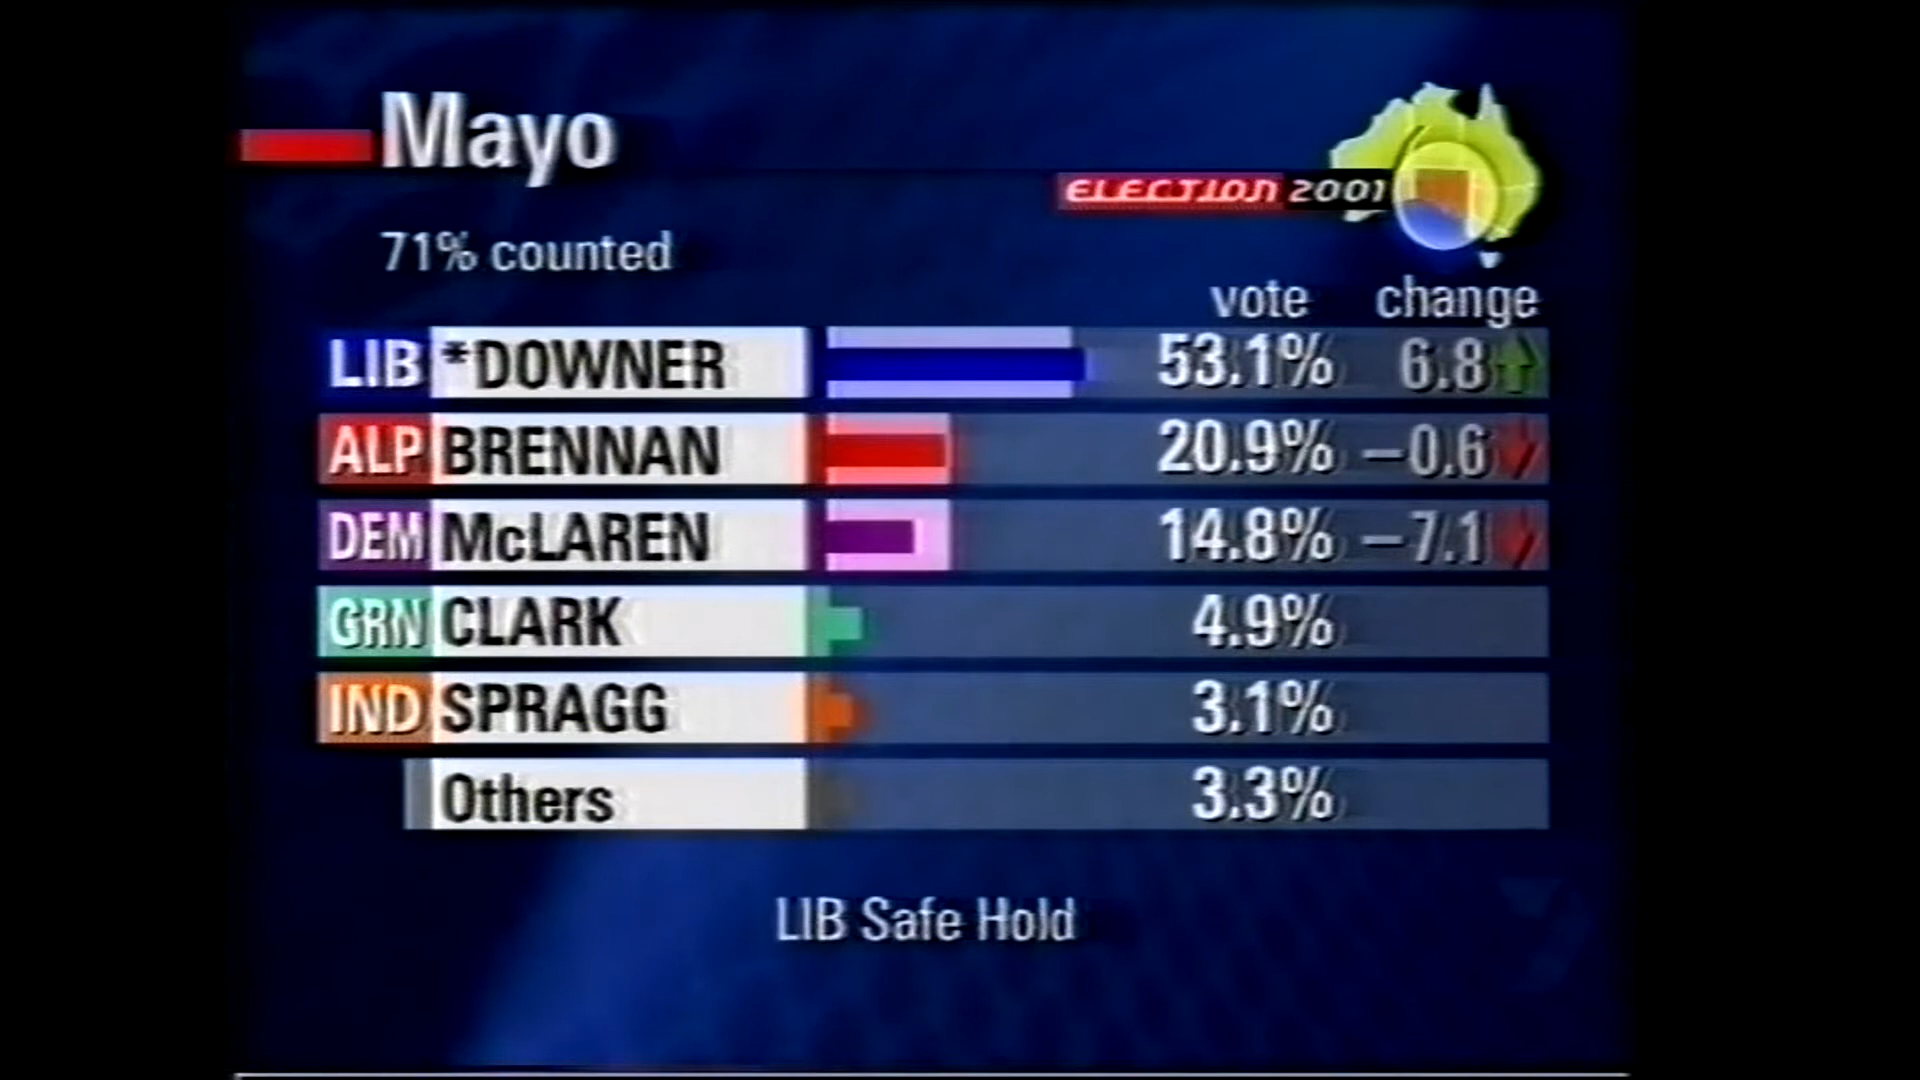 Mayo
ELECTION 2001
71% counted
vote change
LIB *DOWNER 53.1% 6.8
ALP BRENNAN 20.9% –0.6
DEM McLAREN 14.8% –7.1
GRN CLARK 4.9%
IND SPRAGG 3.1%
Others 3.3%
LIB Safe Hold